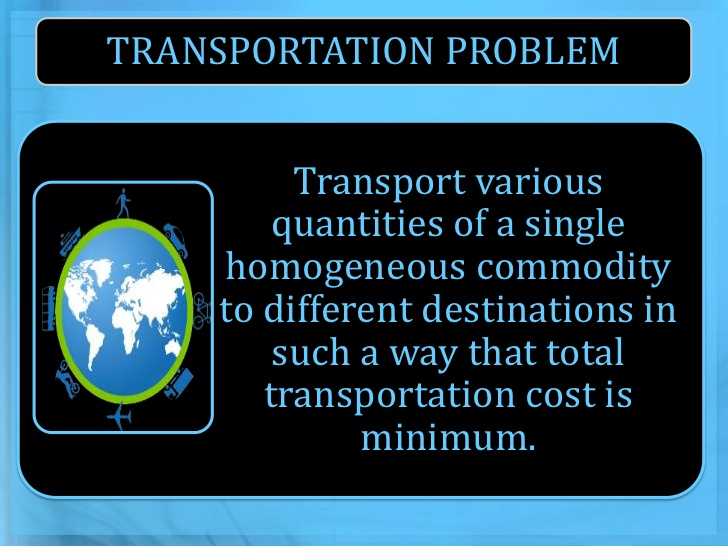 TRANSPORTATION PROBLEM
Transport various
quantities of a single
homogeneous commodity
to different destinations in
such a way that total
transportation cost is
minimum.